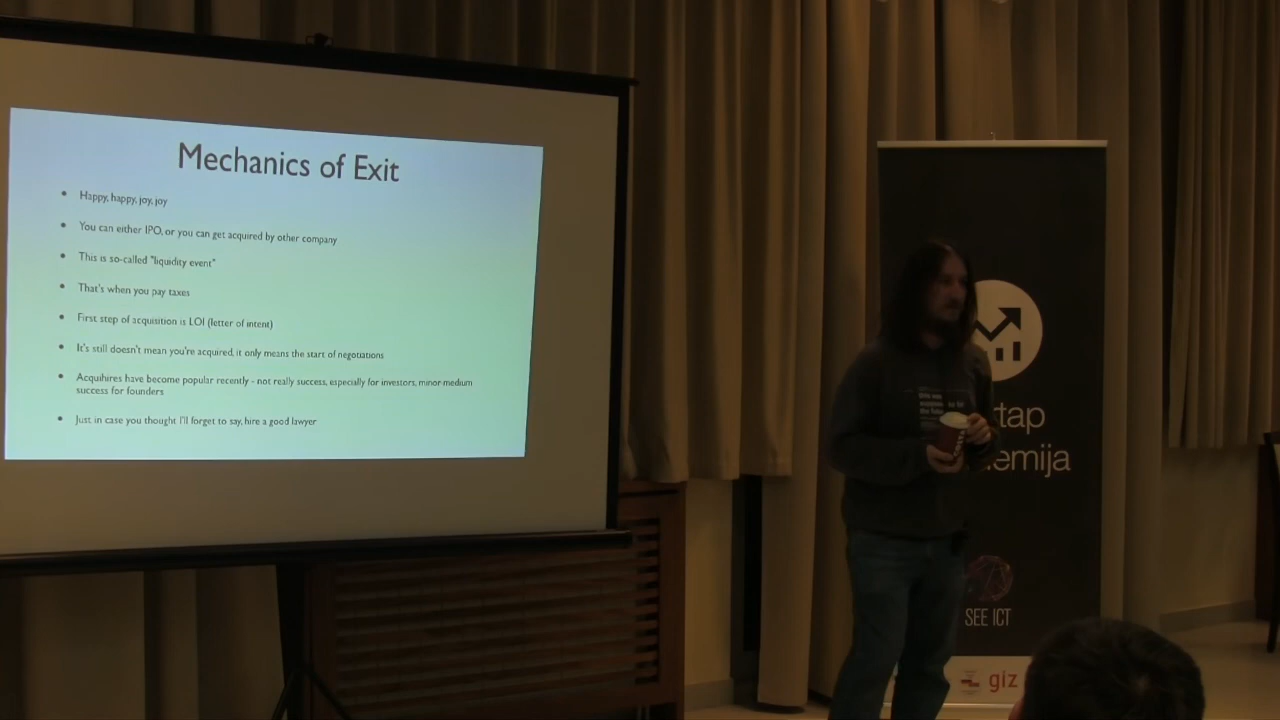 Mechanics of Exit
• Happy, happy, joy, joy
• You can either IPO, or you can get acquired by other company
• This is so-called "liquidity event"
• That's when you pay taxes
• First step of acquisition is LOI (letter of intent)
• It's still doesn't mean you're acquired, it only means the start of negotiations
• Acquihires have become popular recently - not really success, especially for investors, minor-medium
success for founders
• Just in case you thought I'll forget to say, hire a good lawyer
tap
emija
SEE ICT
giz